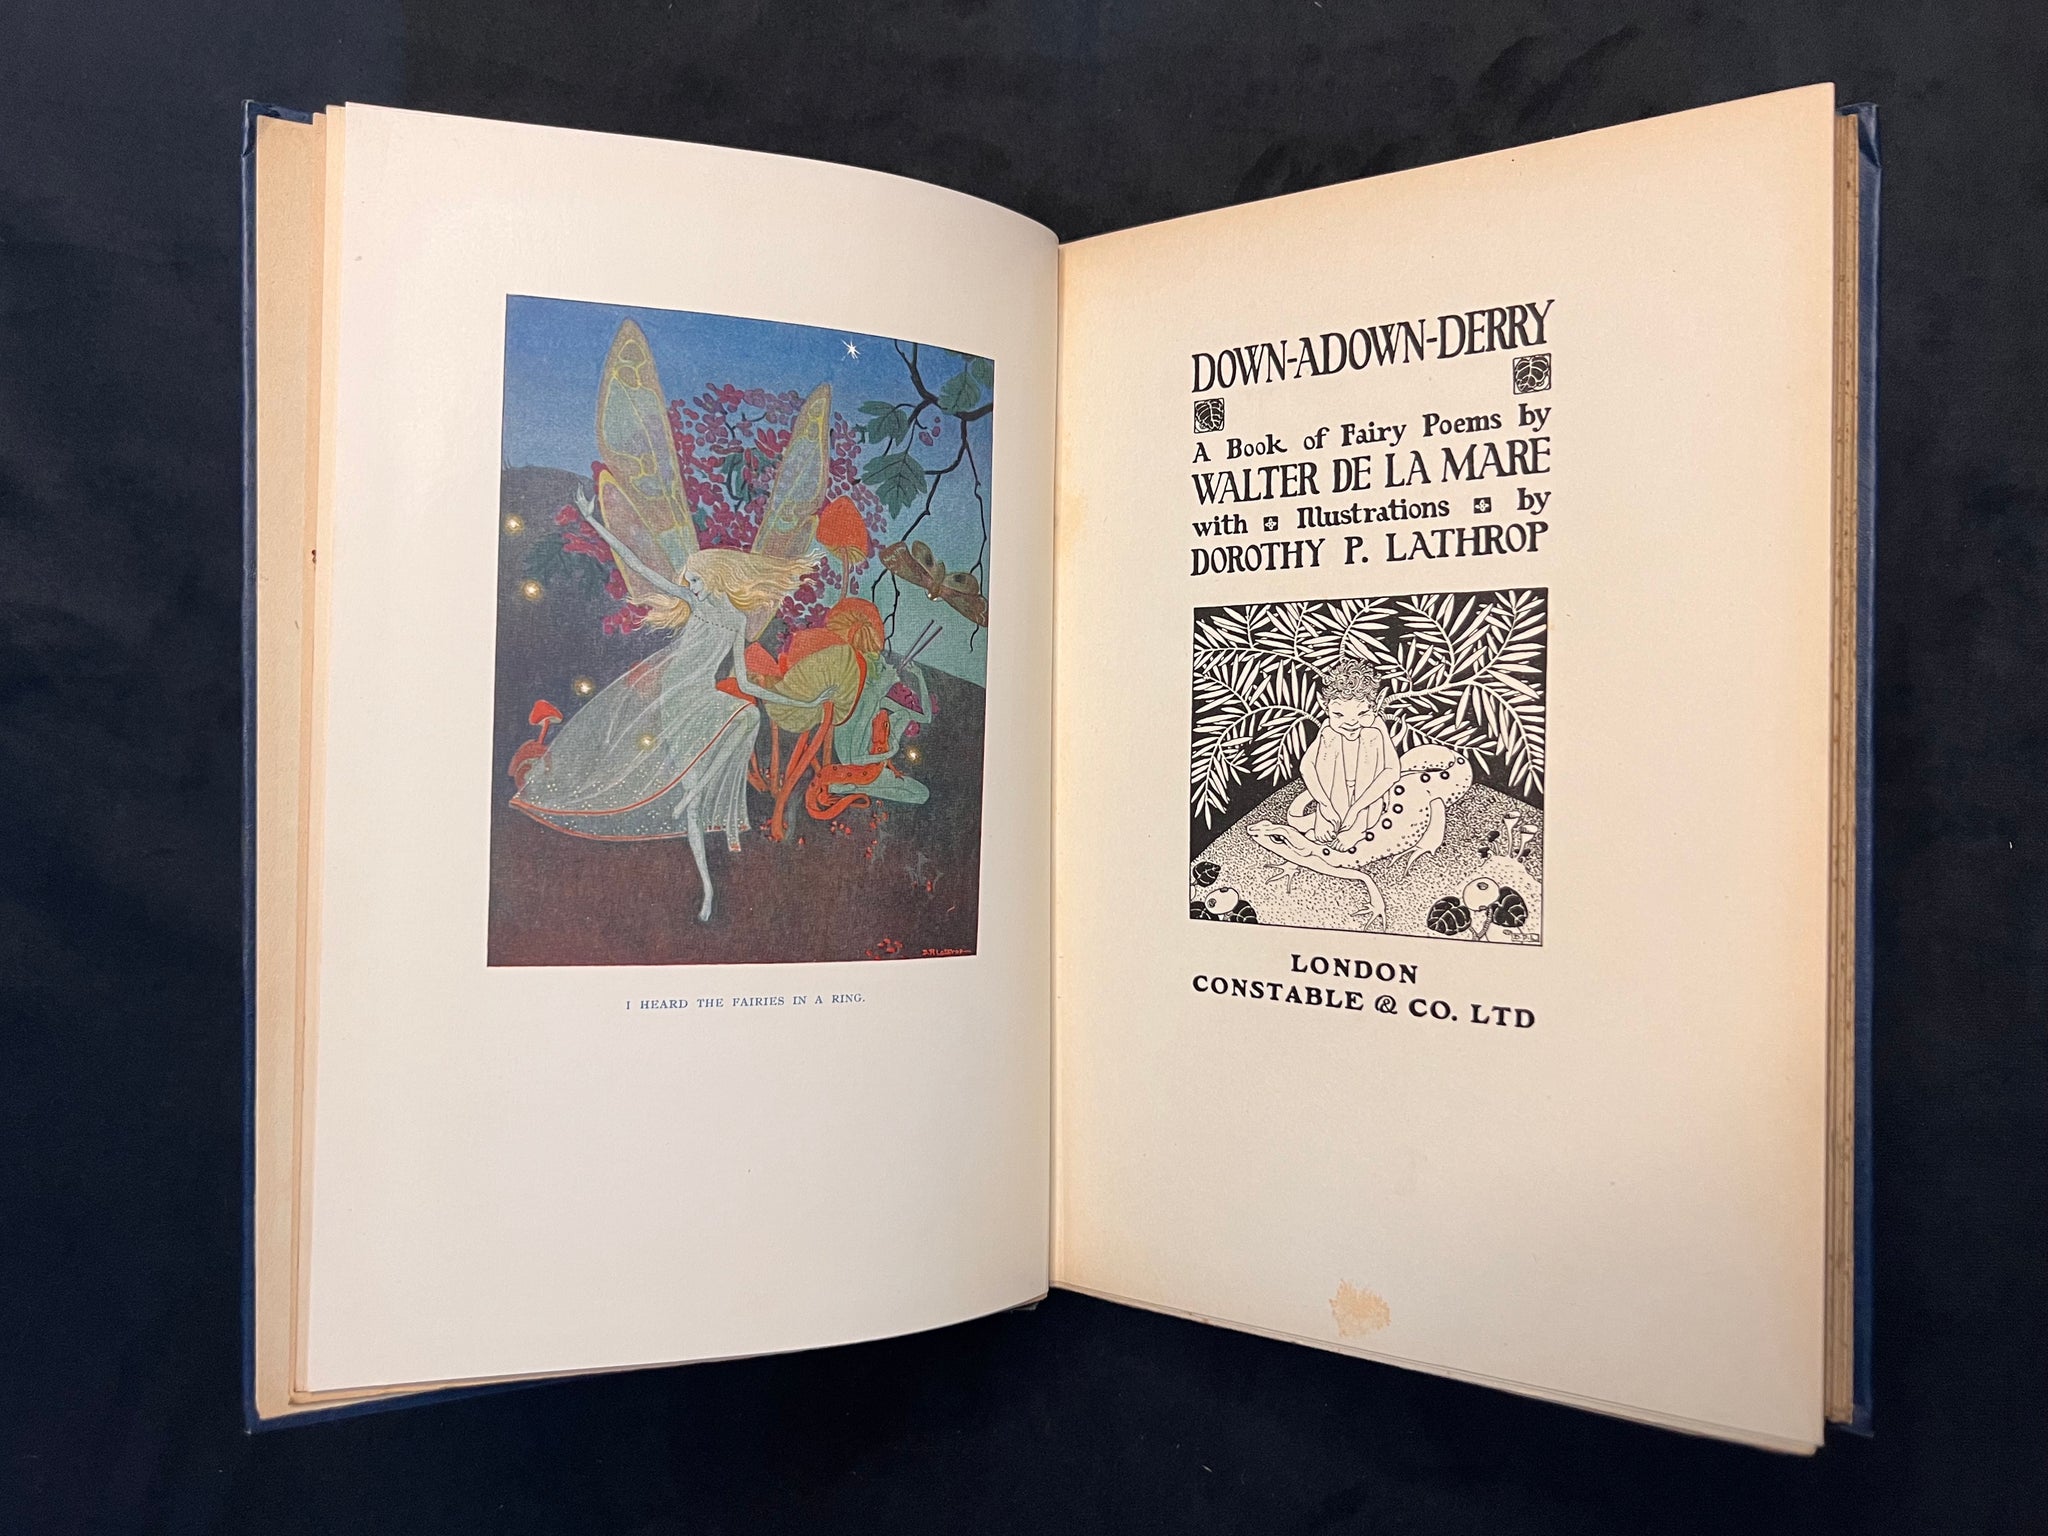 D.P. Lathrop
I HEARD THE FAIRIES IN A RING.
DOWN-ADOWN-DERRY
A Book of Fairy Poems by
WALTER DE LA MARE
with Illustrations by
DOROTHY P. LATHROP
D.P.L
LONDON
CONSTABLE & CO. LTD